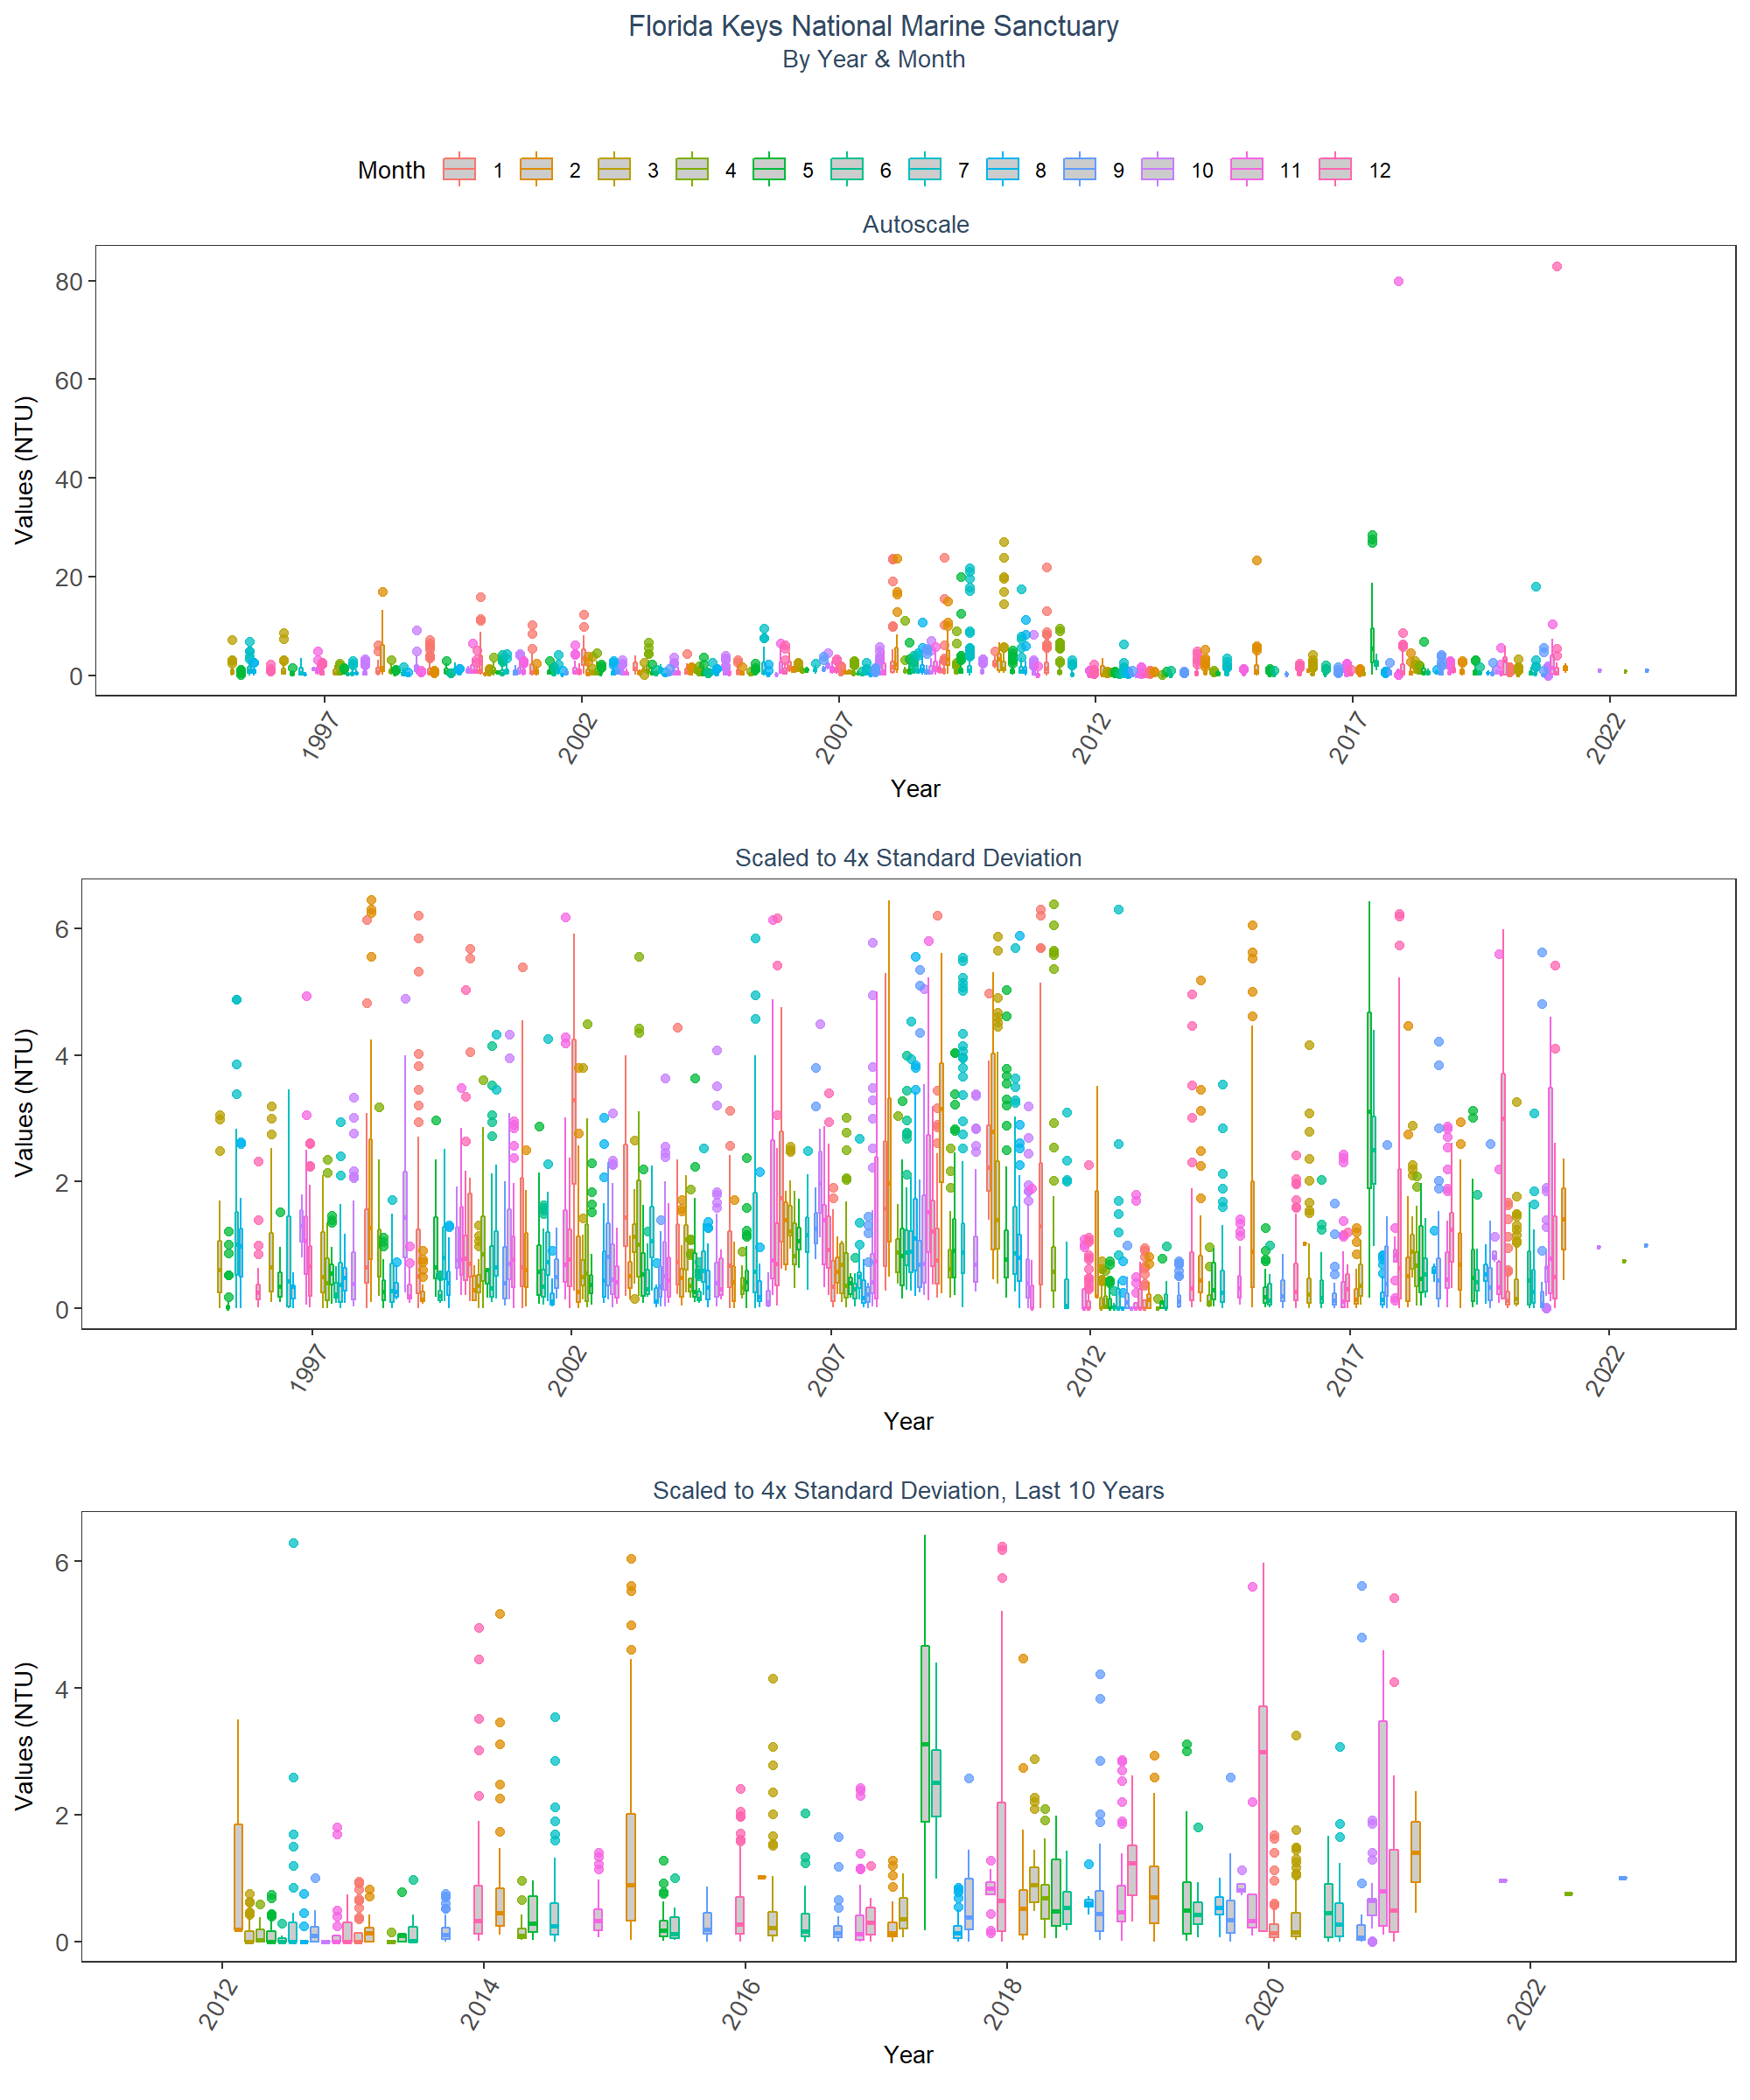 Florida Keys National Marine Sanctuary
By Year & Month
Month 1 2 3 4 5 6 7 8 9 10 11 12
Autoscale
Values (NTU)
80
60
40
20
0
1997 2002 2007 2012 2017 2022
Year
Scaled to 4x Standard Deviation
Values (NTU)
6
4
2
0
1997 2002 2007 2012 2017 2022
Year
Scaled to 4x Standard Deviation, Last 10 Years
Values (NTU)
6
4
2
0
2012 2014 2016 2018 2020 2022
Year